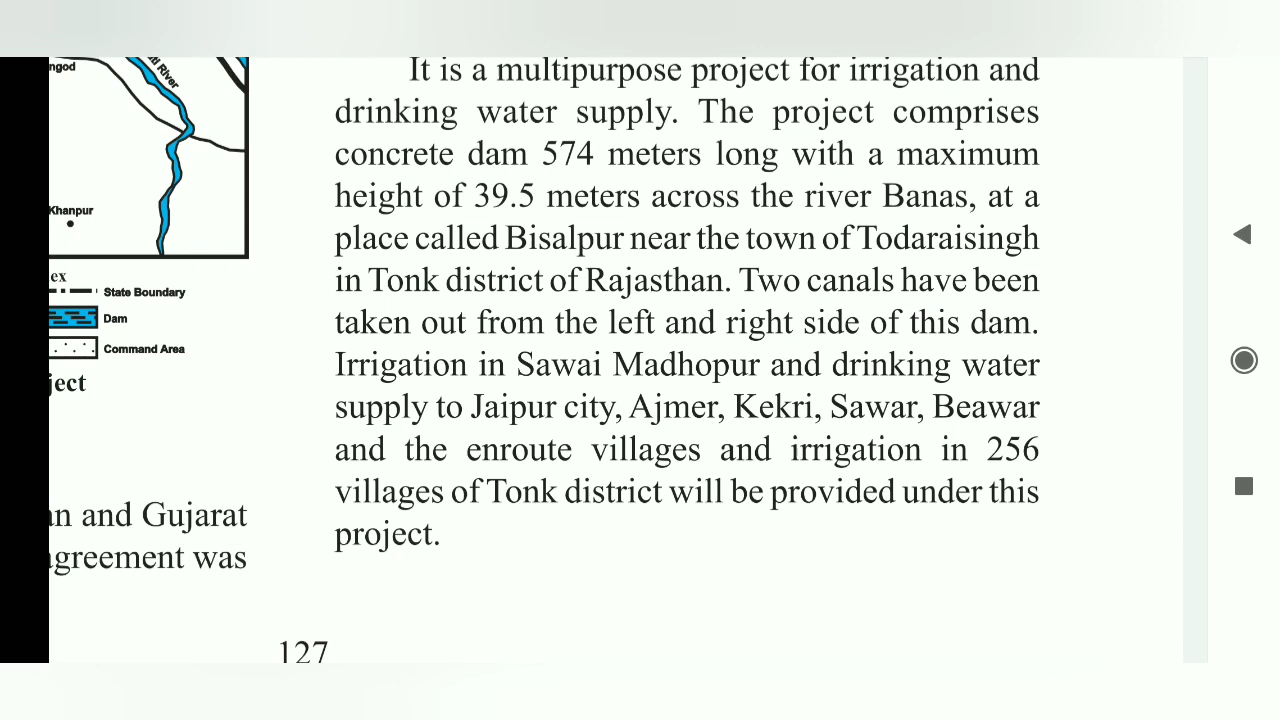 ngod
River
Khanpur
ex
State Boundary
Dam
Command Area
ject
an and Gujarat
agreement was
It is a multipurpose project for irrigation and
drinking water supply. The project comprises
concrete dam 574 meters long with a maximum
height of 39.5 meters across the river Banas, at a
place called Bisalpur near the town of Todaraisingh
in Tonk district of Rajasthan. Two canals have been
taken out from the left and right side of this dam.
Irrigation in Sawai Madhopur and drinking water
supply to Jaipur city, Ajmer, Kekri, Sawar, Beawar
and the enroute villages and irrigation in 256
villages of Tonk district will be provided under this
project.
127